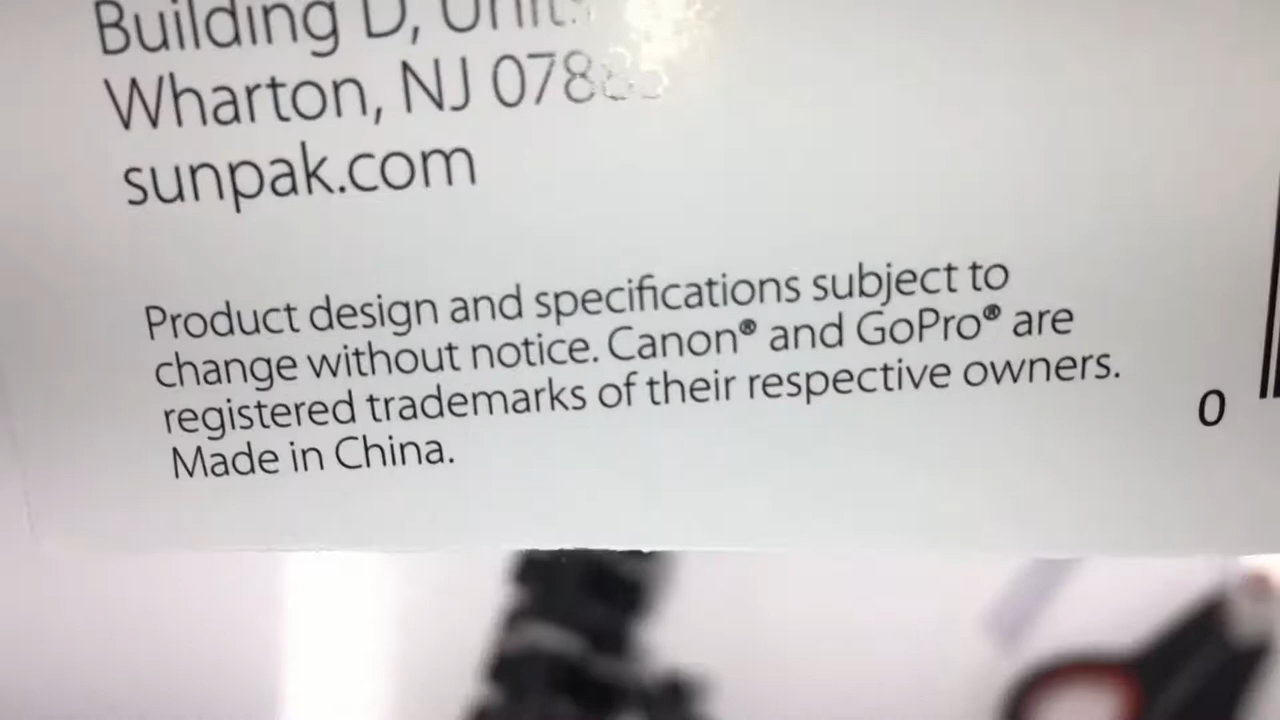 Building D, Unit
Wharton, NJ
sunpak.com
Product design and specifications subject to
change without notice. Canon® and GoPro® are
registered trademarks of their respective owners.
Made in China.
0